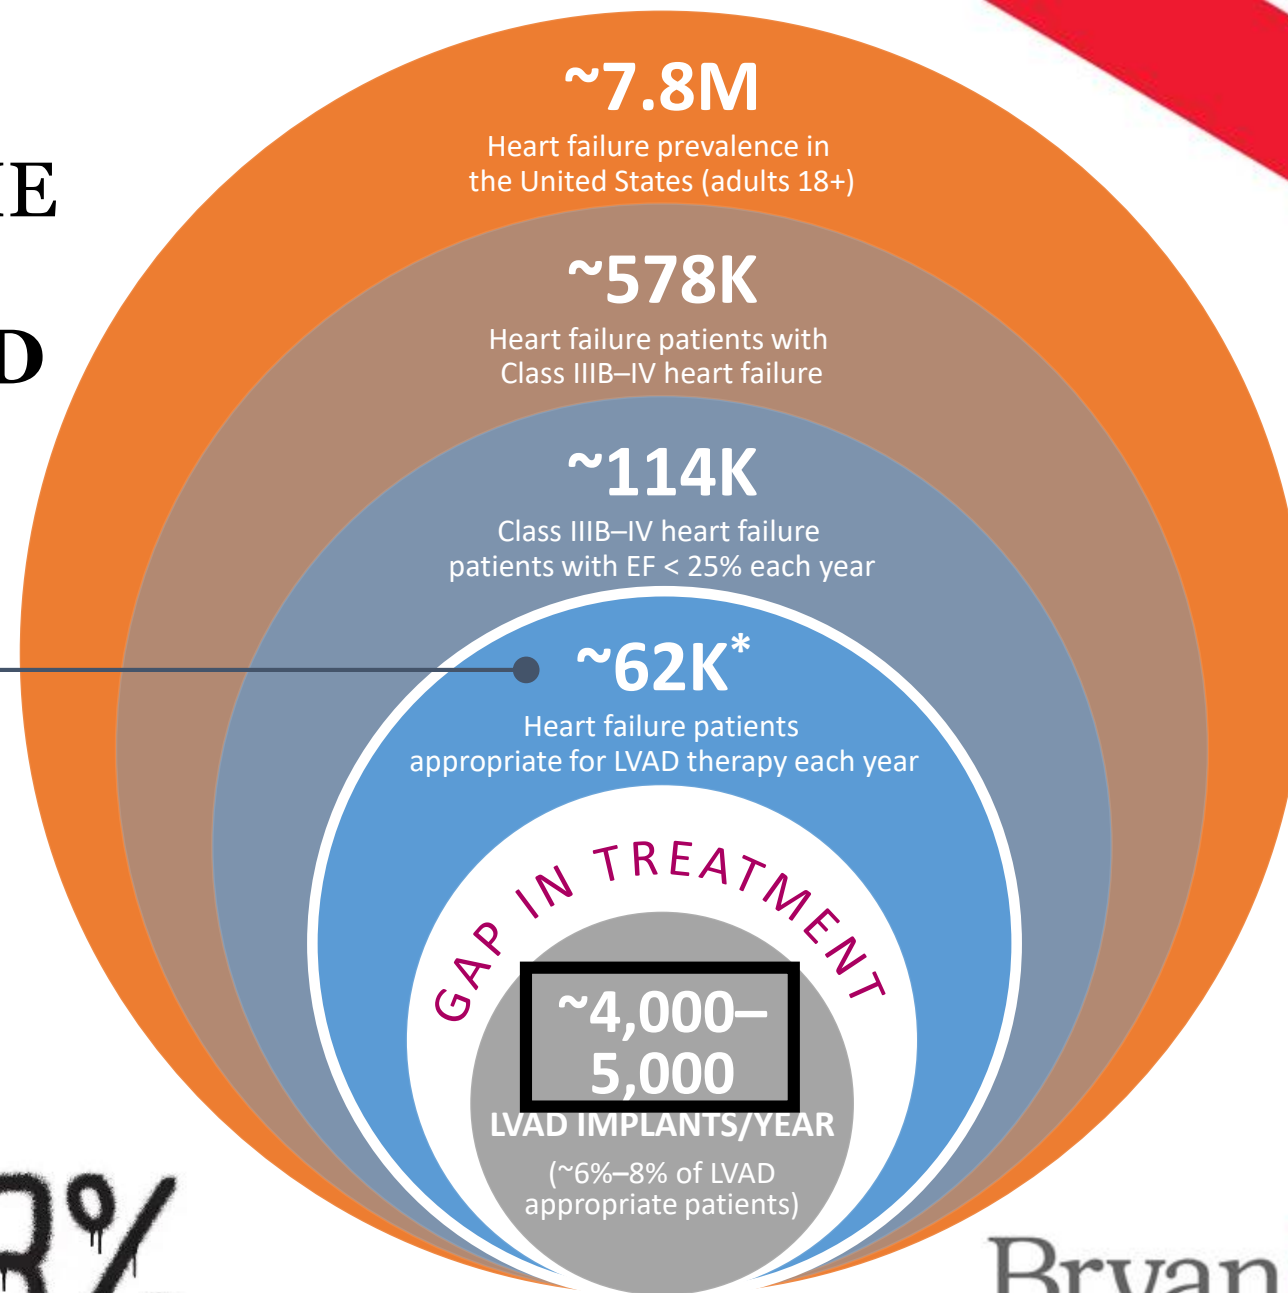 ~7.8M
Heart failure prevalence in
the United States (adults 18+)
~578K
Heart failure patients with
Class IIIB–IV heart failure
~114K
Class IIIB–IV heart failure
patients with EF < 25% each year
~62K*
Heart failure patients
appropriate for LVAD therapy each year
GAP IN TREATMENT
~4,000–
5,000
LVAD IMPLANTS/YEAR
(~6%–8% of LVAD
appropriate patients)
%
Bryan